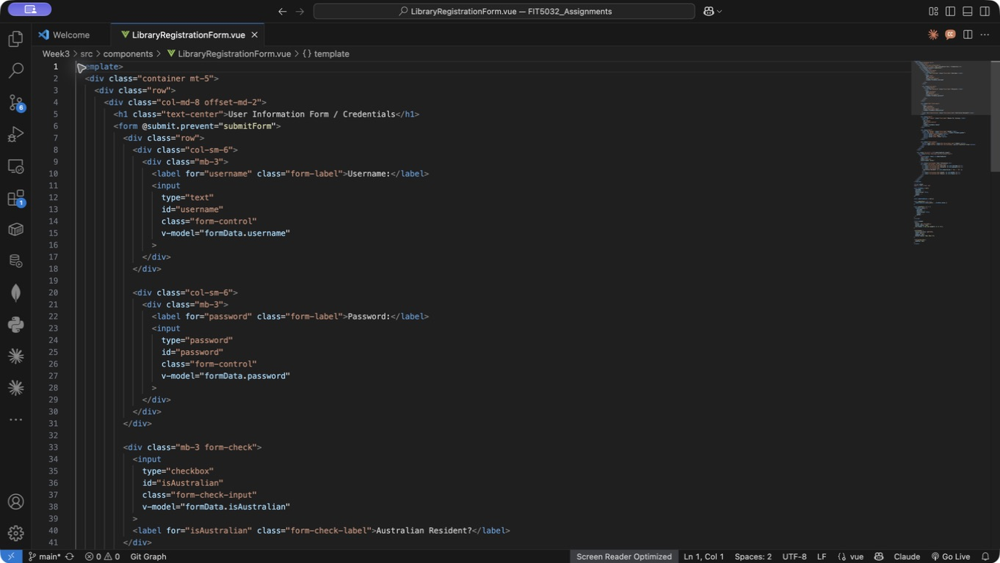 LibraryRegistrationForm.vue — FIT5032_Assignments
Welcome
LibraryRegistrationForm.vue
Week3 > src > components > LibraryRegistrationForm.vue > {} template
1 emplate>
2 <div class="container mt-5">
3 <div class="row">
4 <div class="col-md-8 offset-md-2">
5 <h1 class="text-center">User Information Form / Credentials</h1>
6 <form @submit.prevent="submitForm">
7 <div class="row">
8 <div class="col-sm-6">
9 <div class="mb-3">
10 <label for="username" class="form-label">Username:</label>
11 <input
12 type="text"
13 id="username"
14 class="form-control"
15 v-model="formData.username"
16 >
17 </div>
18 </div>
19
20 <div class="col-sm-6">
21 <div class="mb-3">
22 <label for="password" class="form-label">Password:</label>
23 <input
24 type="password"
25 id="password"
26 class="form-control"
27 v-model="formData.password"
28 >
29 </div>
30 </div>
31 </div>
32
33 <div class="mb-3 form-check">
34 <input
35 type="checkbox"
36 id="isAustralian"
37 class="form-check-input"
38 v-model="formData.isAustralian"
39 >
40 <label for="isAustralian" class="form-check-label">Australian Resident?</label>
41 </div>
6
1
CC
main* 0 0 Git Graph Screen Reader Optimized Ln 1, Col 1 Spaces: 2 UTF-8 LF {} vue Claude Go Live